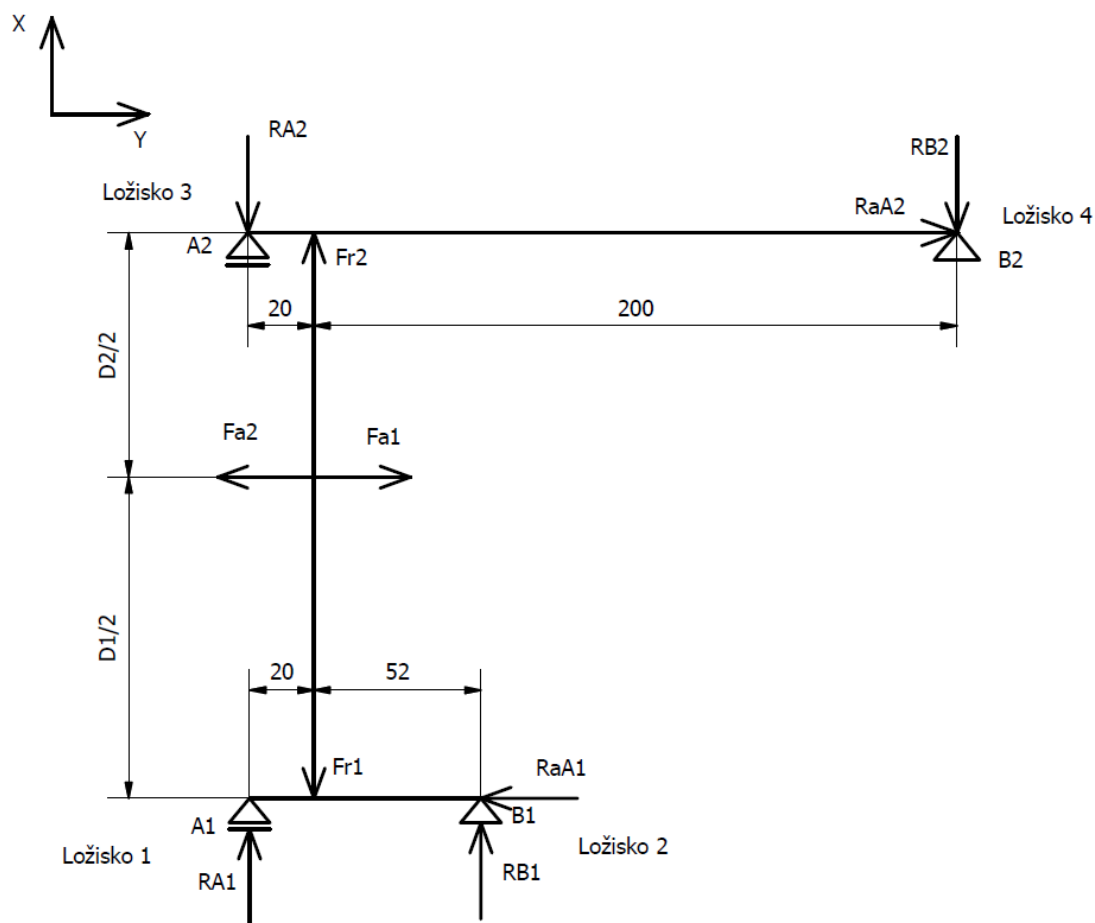 X
Y
RA2
RB2
Ložisko 3
RaA2
Ložisko 4
A2
Fr2
B2
20
200
D2/2
Fa2
Fa1
D1/2
20
52
Fr1
RaA1
A1
B1
Ložisko 1
Ložisko 2
RA1
RB1